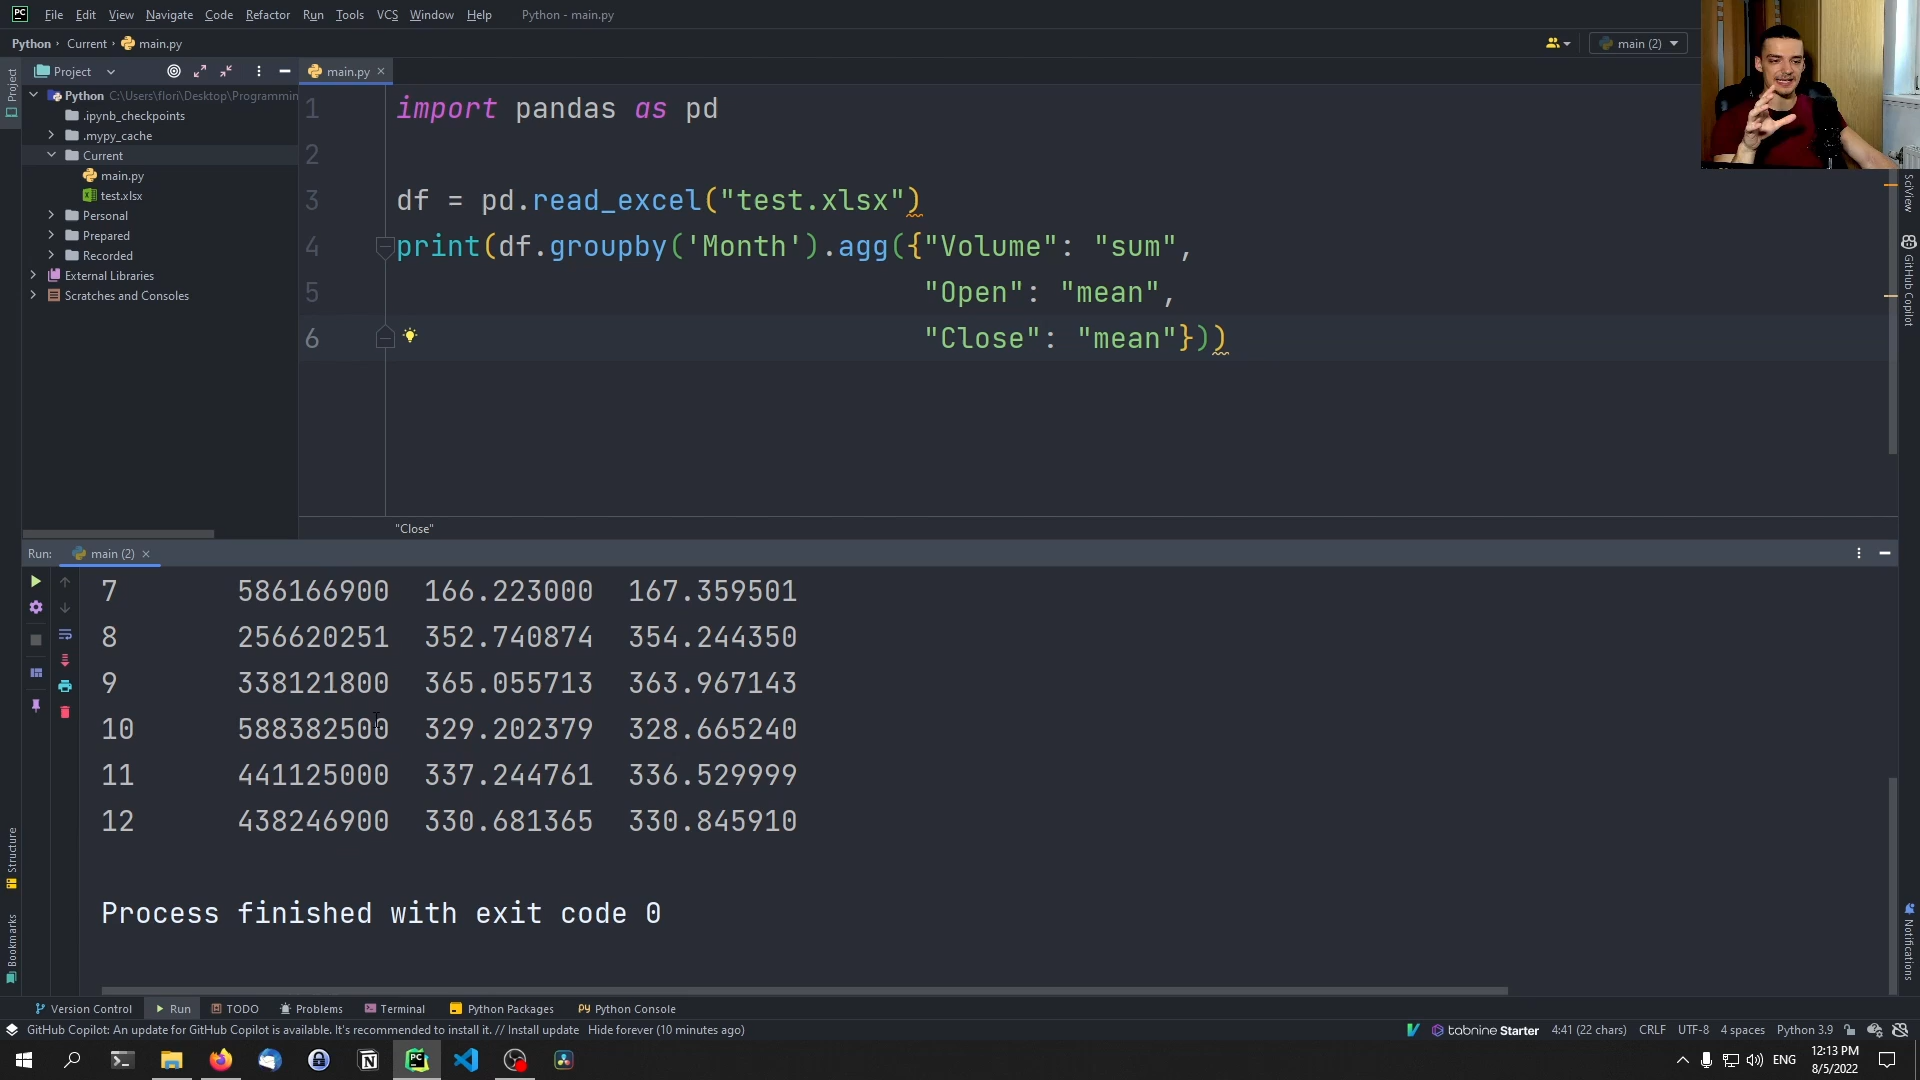 File Edit View Navigate Code Refactor Run Tools VCS Window Help Python - main.py
Python Current main.py
main (2)
Project
main.py
Python C:\Users\flori\Desktop\Programmin
.ipynb_checkpoints
.mypy_cache
Current
main.py
test.xlsx
Personal
Prepared
Recorded
External Libraries
Scratches and Consoles
Project
1 import pandas as pd
2
3 df = pd.read_excel("test.xlsx")
4 print(df.groupby('Month').agg({"Volume": "sum",
5 "Open": "mean",
6 "Close": "mean"}))
"Close"
SciView
GitHub Copilot
Run: main (2)
7 586166900 166.223000 167.359501
8 256620251 352.740874 354.244350
9 338121800 365.055713 363.967143
10 588382500 329.202379 328.665240
11 441125000 337.244761 336.529999
12 438246900 330.681365 330.845910
Process finished with exit code 0
Structure
Bookmarks
Notifications
Version Control Run TODO Problems Terminal Python Packages Python Console
GitHub Copilot: An update for GitHub Copilot is available. It's recommended to install it. // Install update Hide forever (10 minutes ago)
tabnine Starter 4:41 (22 chars) CRLF UTF-8 4 spaces Python 3.9
ENG
12:13 PM
8/5/2022